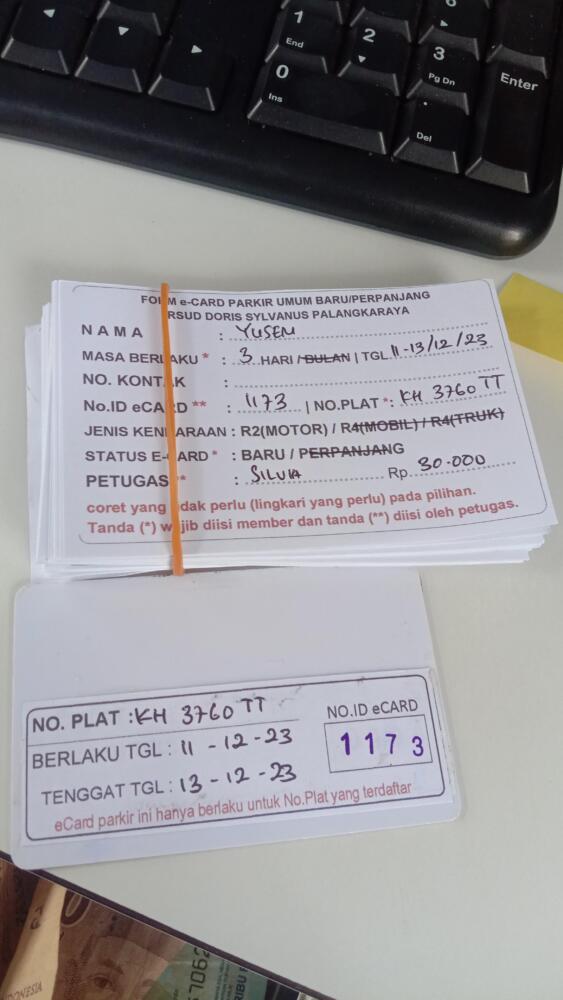 1
End
2
3
Pg Dn
Enter
0
Ins
.
Del
FORM e-CARD PARKIR UMUM BARU/PERPANJANG
RSUD DORIS SYLVANUS PALANGKARAYA
NAMA : YUSEN
MASA BERLAKU * : 3 HARI / BULAN | TGL 11-13/12/23
NO. KONTAK :
No.ID eCARD ** : 1173 | NO.PLAT *: KH 3760 TT
JENIS KENDARAAN : R2(MOTOR) / R4(MOBIL) / R4(TRUK)
STATUS E-CARD * : BARU / PERPANJANG
PETUGAS ** : SILVIA Rp. 30.000
coret yang tidak perlu (lingkari yang perlu) pada pilihan.
Tanda (*) wajib diisi member dan tanda (**) diisi oleh petugas.
NO. PLAT : KH 3760 TT
BERLAKU TGL : 11 - 12 - 23
TENGGAT TGL : 13 - 12 - 23
NO.ID eCARD
1173
eCard parkir ini hanya berlaku untuk No.Plat yang terdaftar
RIBU